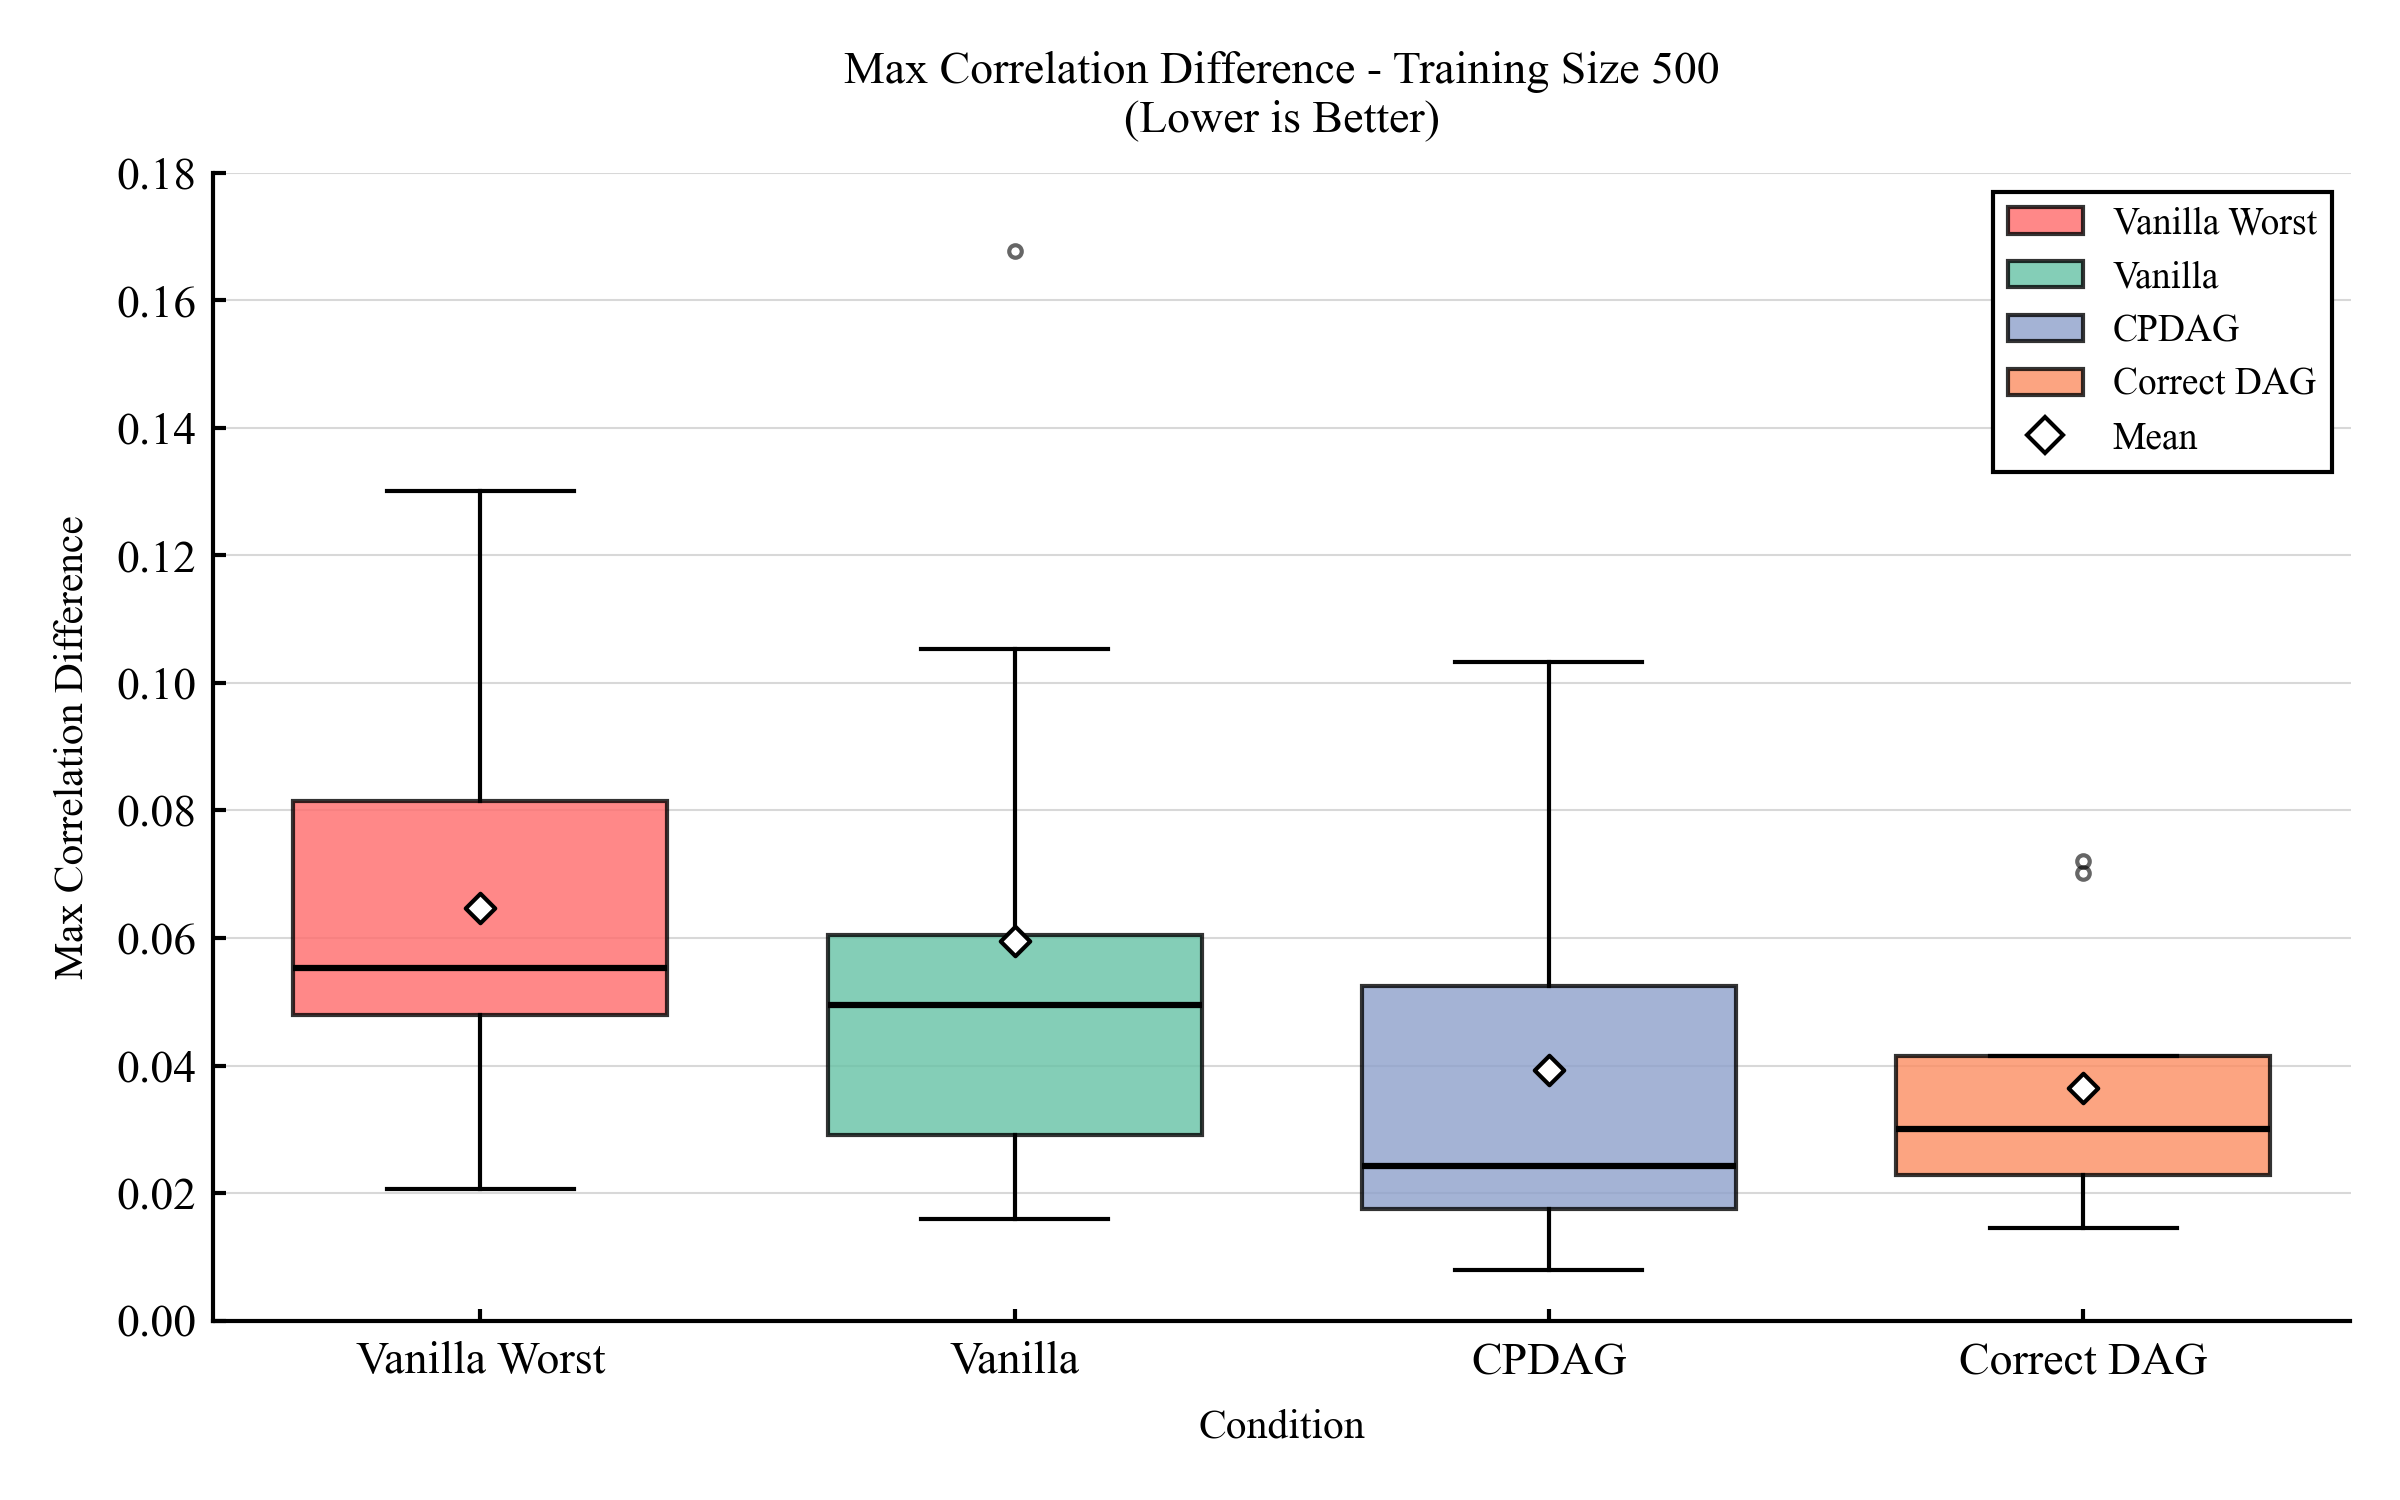 Max Correlation Difference - Training Size 500
(Lower is Better)
Max Correlation Difference
0.18
0.16
0.14
0.12
0.10
0.08
0.06
0.04
0.02
0.00
Vanilla Worst
Vanilla
CPDAG
Correct DAG
Mean
Vanilla Worst
Vanilla
CPDAG
Correct DAG
Condition